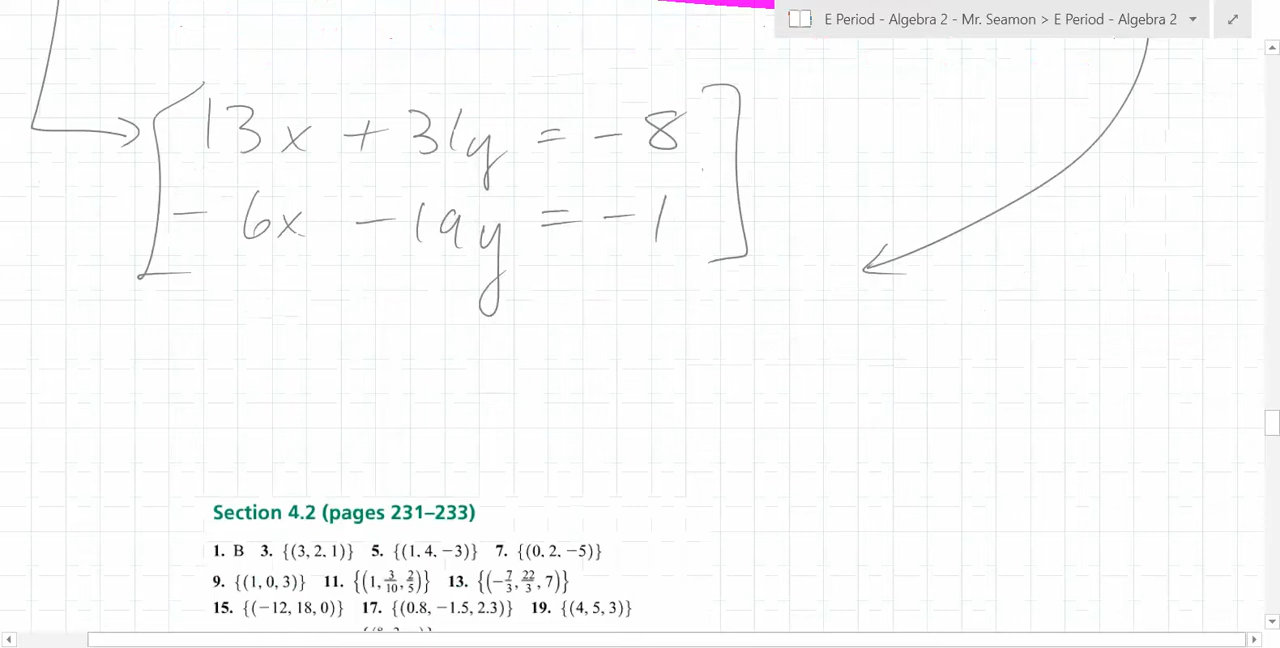 E Period - Algebra 2 - Mr. Seamon > E Period - Algebra 2
13x + 31y = - 8
- 6x - 19y = - 1
Section 4.2 (pages 231–233)
1. B 3. {(3, 2, 1)} 5. {(1, 4, −3)} 7. {(0, 2, −5)}
9. {(1, 0, 3)} 11. {(1, 3/10, 2/5)} 13. {(−7/3, 22/3, 7)}
15. {(−12, 18, 0)} 17. {(0.8, −1.5, 2.3)} 19. {(4, 5, 3)}